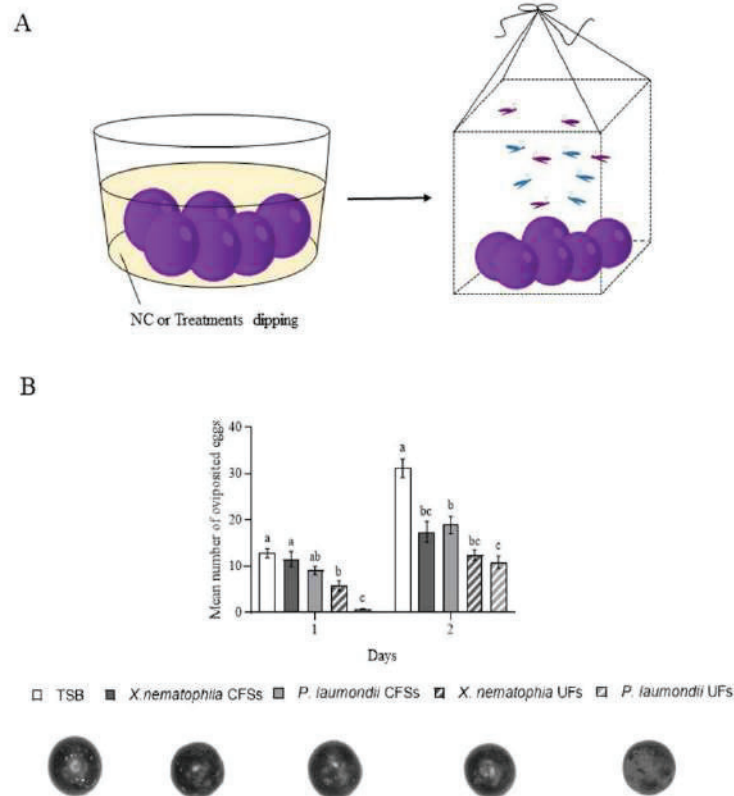 A
NC or Treatments dipping
B
Mean number of oviposited eggs
40
30
20
10
0
a
a
ab
b
c
a
bc
b
bc
c
1
2
Days
TSB X.nematophila CFSs P. laumondii CFSs X. nematophia UFs P. laumondii UFs